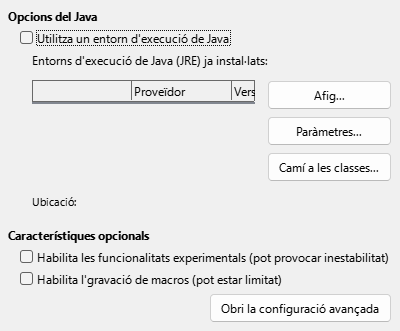 Opcions del Java
Utilitza un entorn d'execució de Java
Entorns d'execució de Java (JRE) ja instal·lats:
Proveïdor Vers
Afig...
Paràmetres...
Camí a les classes...
Ubicació:
Característiques opcionals
Habilita les funcionalitats experimentals (pot provocar inestabilitat)
Habilita l'gravació de macros (pot estar limitat)
Obri la configuració avançada